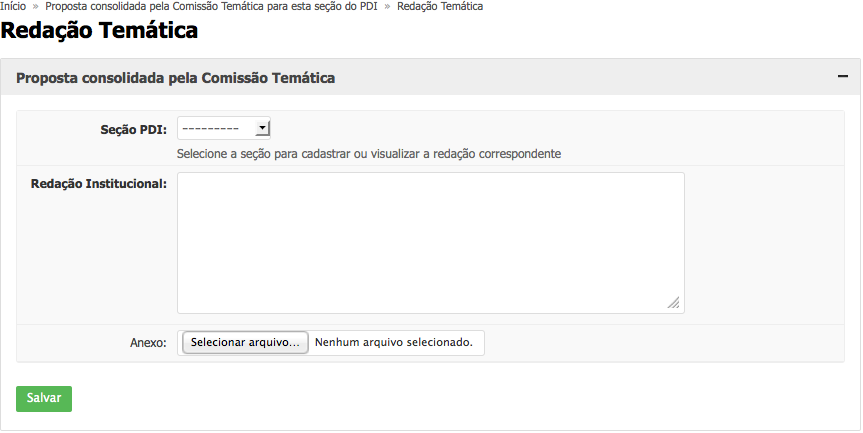 Início » Proposta consolidada pela Comissão Temática para esta seção do PDI » Redação Temática
Redação Temática
Proposta consolidada pela Comissão Temática
Seção PDI: ---------
Selecione a seção para cadastrar ou visualizar a redação correspondente
Redação Institucional:
Anexo: Selecionar arquivo... Nenhum arquivo selecionado.
Salvar